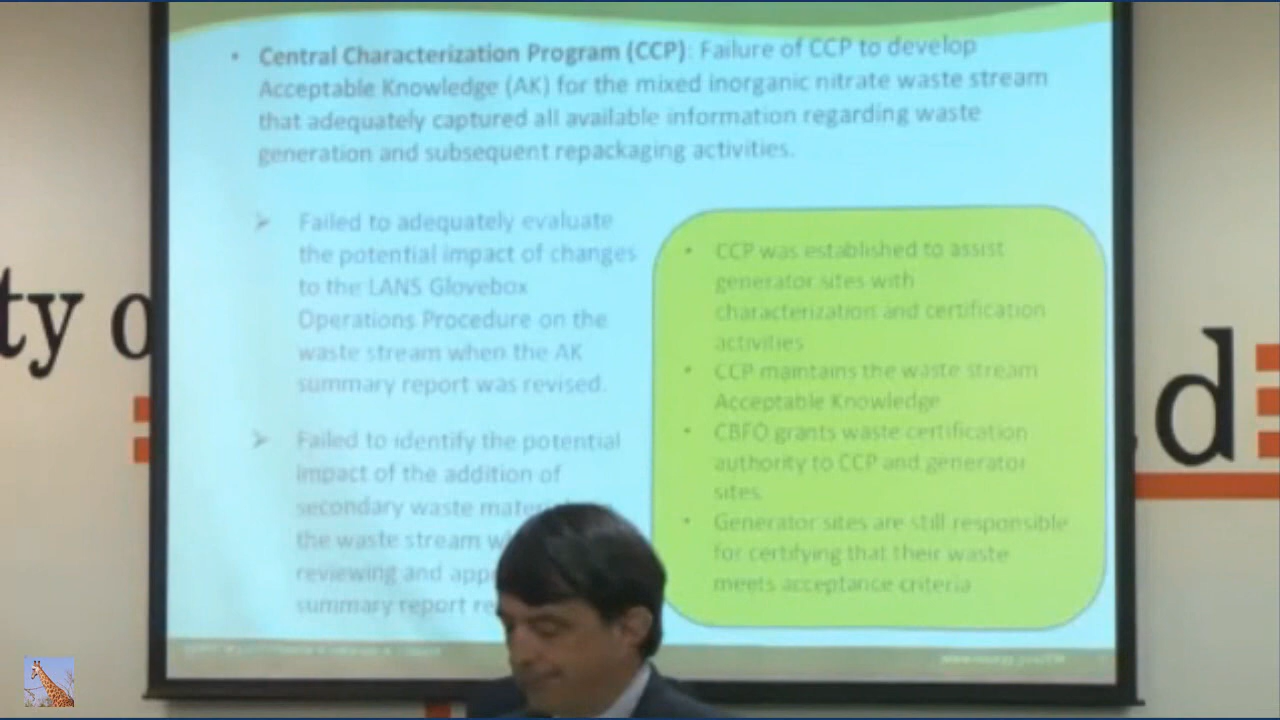 • Central Characterization Program (CCP): Failure of CCP to develop
Acceptable Knowledge (AK) for the mixed inorganic nitrate waste stream
that adequately captured all available information regarding waste
generation and subsequent repackaging activities.
➢ Failed to adequately evaluate
the potential impact of changes
to the LANS Glovebox
Operations Procedure on the
waste stream when the AK
summary report was revised.
➢ Failed to identify the potential
impact of the addition of
secondary waste
the waste stream
reviewing and
summary report
• CCP was established to assist
generator sites with
characterization and certification
activities
• CCP maintains the waste stream
Acceptable Knowledge
• CBFO grants waste certification
authority to CCP and generator
sites.
• Generator sites are still responsible
for certifying that their waste
meets acceptance criteria
ty o
d